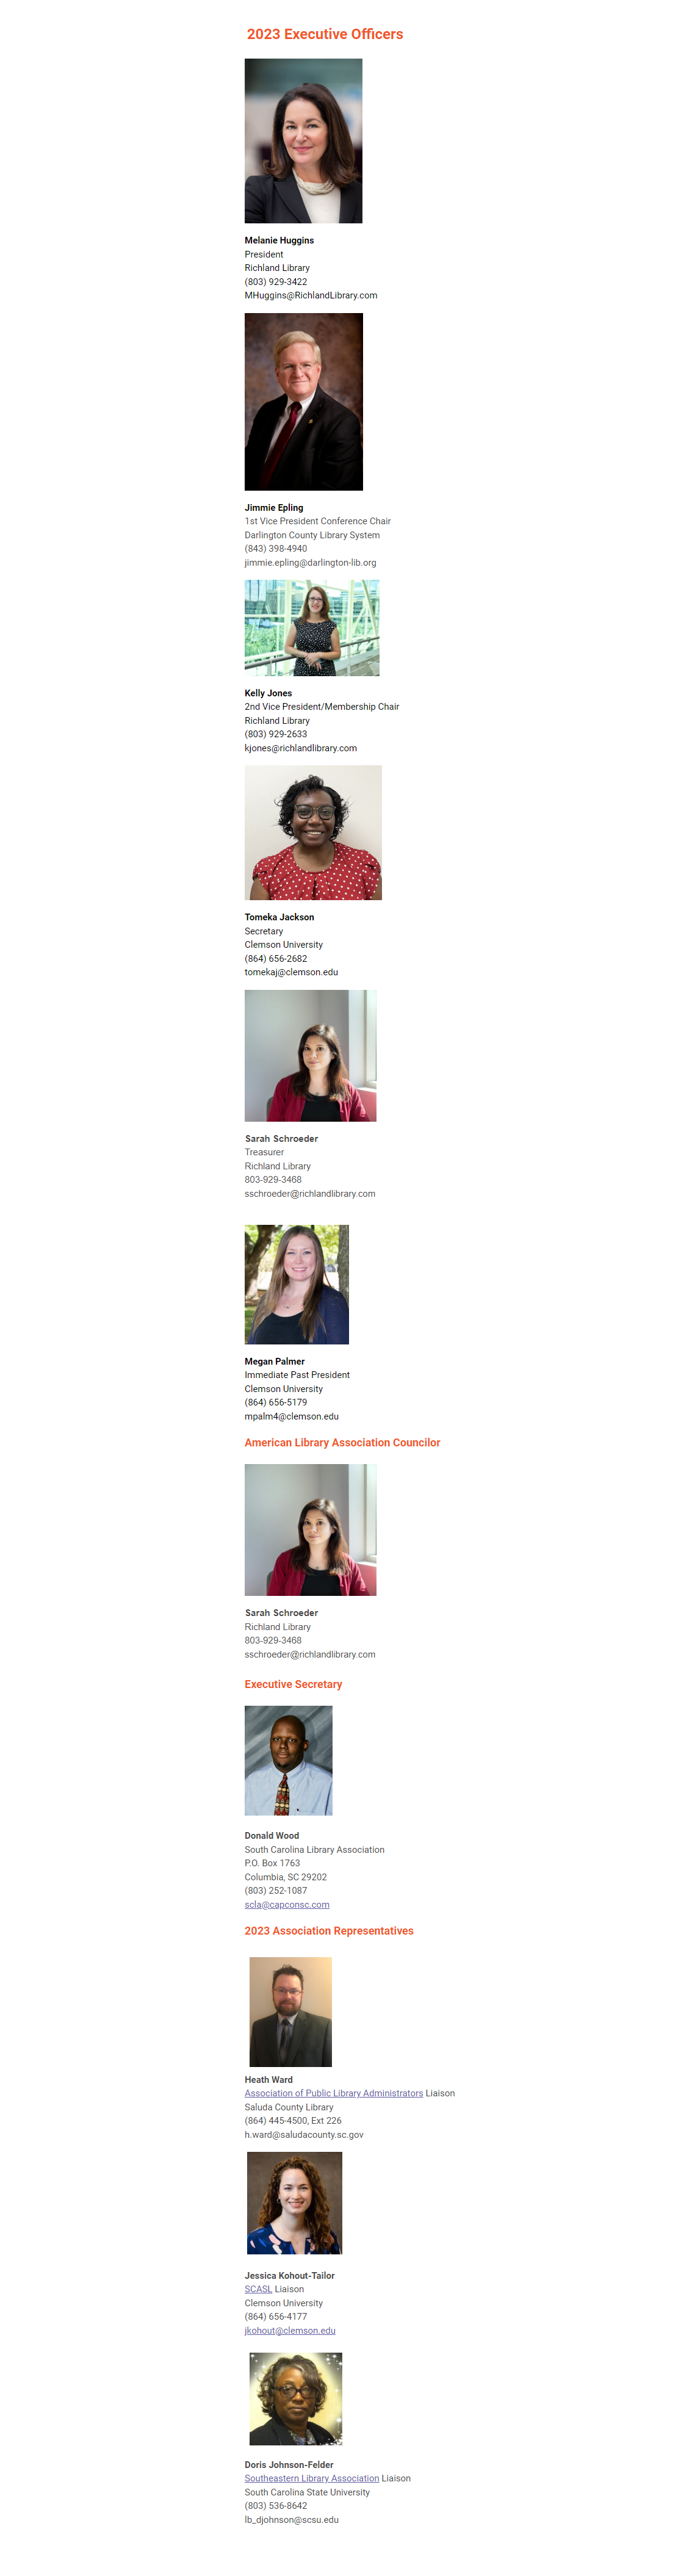 2023 Executive Officers
Melanie Huggins
President
Richland Library
(803) 929-3422
MHuggins@RichlandLibrary.com
Jimmie Epling
1st Vice President Conference Chair
Darlington County Library System
(843) 398-4940
jimmie.epling@darlington-lib.org
Kelly Jones
2nd Vice President/Membership Chair
Richland Library
(803) 929-2633
kjones@richlandlibrary.com
Tomeka Jackson
Secretary
Clemson University
(864) 656-2682
tomekaj@clemson.edu
Sarah Schroeder
Treasurer
Richland Library
803-929-3468
sschroeder@richlandlibrary.com
Megan Palmer
Immediate Past President
Clemson University
(864) 656-5179
mpalm4@clemson.edu
American Library Association Councilor
Sarah Schroeder
Richland Library
803-929-3468
sschroeder@richlandlibrary.com
Executive Secretary
Donald Wood
South Carolina Library Association
P.O. Box 1763
Columbia, SC 29202
(803) 252-1087
scla@capconsc.com
2023 Association Representatives
Heath Ward
Association of Public Library Administrators Liaison
Saluda County Library
(864) 445-4500, Ext 226
h.ward@saludacounty.sc.gov
Jessica Kohout-Tailor
SCASL Liaison
Clemson University
(864) 656-4177
jkohout@clemson.edu
Doris Johnson-Felder
Southeastern Library Association Liaison
South Carolina State University
(803) 536-8642
lb_djohnson@scsu.edu